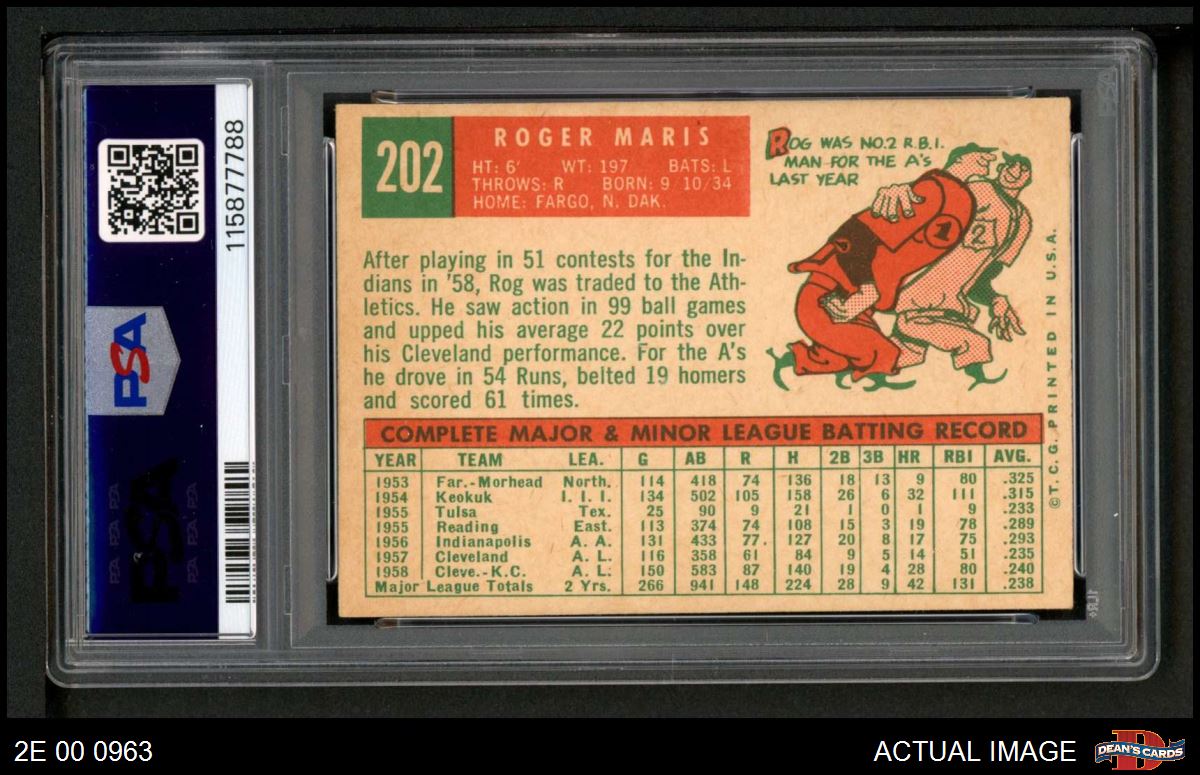 115877788
PSA
PSA
202
ROGER MARIS
HT: 6' WT: 197 BATS: L
THROWS: R BORN: 9/10/34
HOME: FARGO, N. DAK.
ROG WAS NO.2 R.B.I.
MAN FOR THE A's
LAST YEAR
1
2
After playing in 51 contests for the In-
dians in '58, Rog was traded to the Ath-
letics. He saw action in 99 ball games
and upped his average 22 points over
his Cleveland performance. For the A's
he drove in 54 Runs, belted 19 homers
and scored 61 times.
COMPLETE MAJOR & MINOR LEAGUE BATTING RECORD
YEAR TEAM LEA. G AB R H 2B 3B HR RBI AVG.
1953 Far.-Morhead North. 114 418 74 136 18 13 9 80 .325
1954 Keokuk I. I. I. 134 502 105 158 26 6 32 111 .315
1955 Tulsa Tex. 25 90 9 21 1 0 1 9 .233
1955 Reading East. 113 374 74 108 15 3 19 78 .289
1956 Indianapolis A. A. 131 433 77. 127 20 8 17 75 .293
1957 Cleveland A. L. 116 358 61 84 9 5 14 51 .235
1958 Cleve.-K.C. A. L. 150 583 87 140 19 4 28 80 .240
Major League Totals 2 Yrs. 266 941 148 224 28 9 42 131 .238
©T.C.G. PRINTED IN U.S.A.
2E 00 0963
ACTUAL IMAGE
DEAN'S CARDS